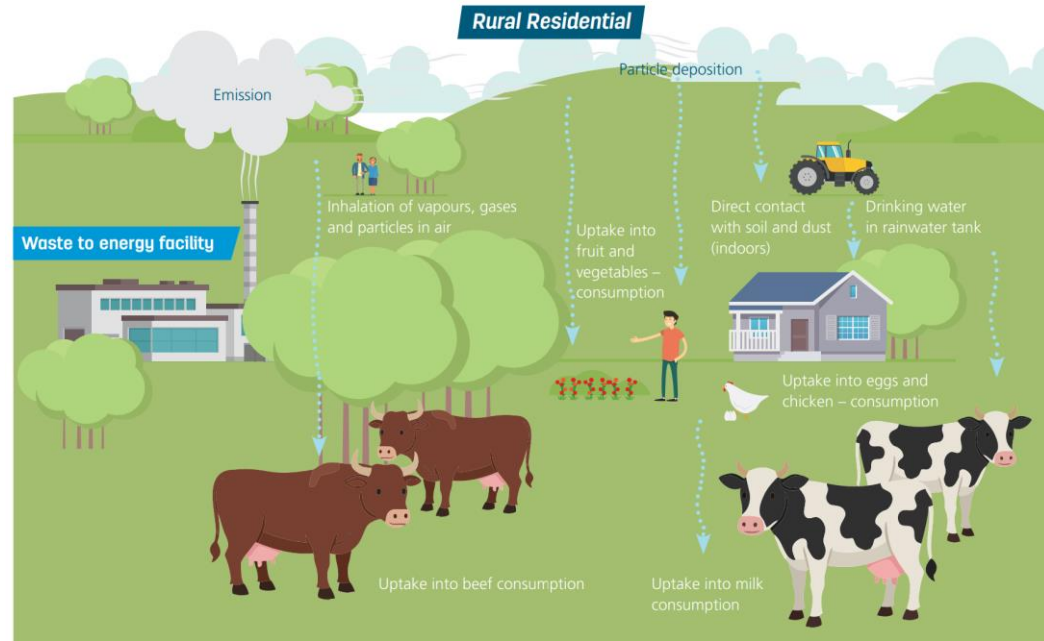 Rural Residential
Particle deposition
Emission
Inhalation of vapours, gases
and particles in air
Direct contact
with soil and dust
(indoors)
Drinking water
in rainwater tank
Uptake into
fruit and
vegetables –
consumption
Waste to energy facility
Uptake into eggs and
chicken – consumption
Uptake into beef consumption
Uptake into milk
consumption